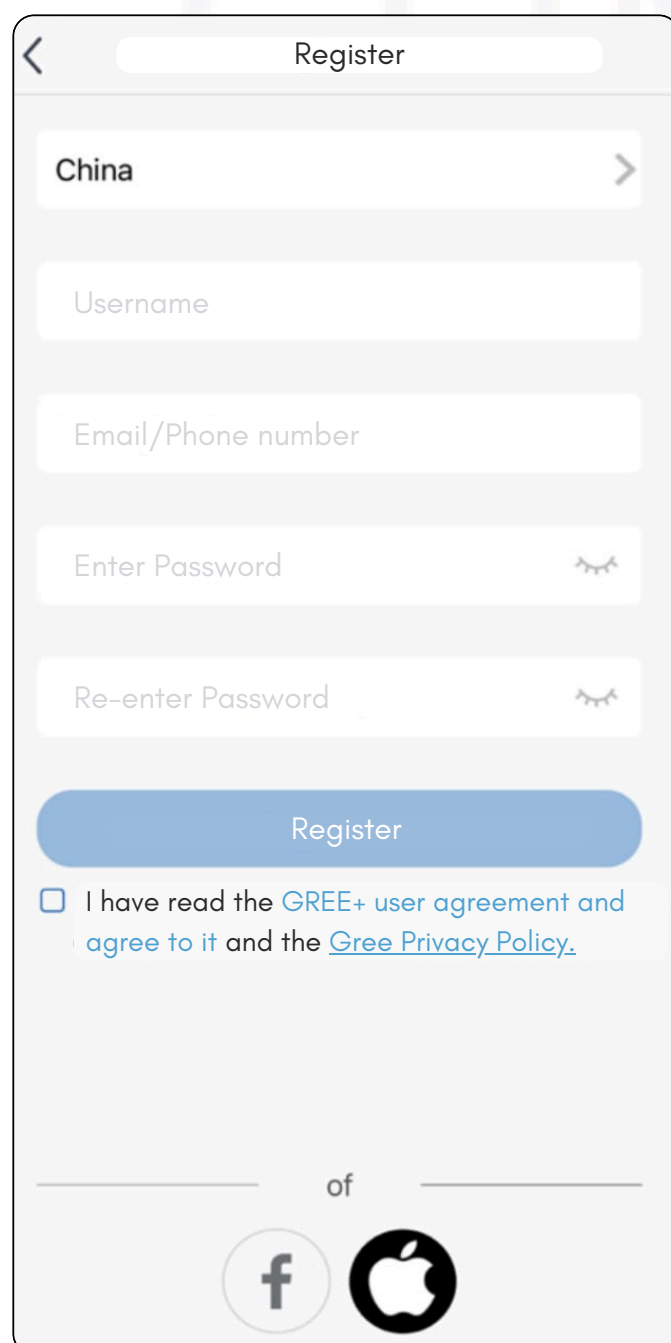 Register
China
Username
Email/Phone number
Enter Password
Re-enter Password
Register
I have read the GREE+ user agreement and
agree to it and the Gree Privacy Policy.
of